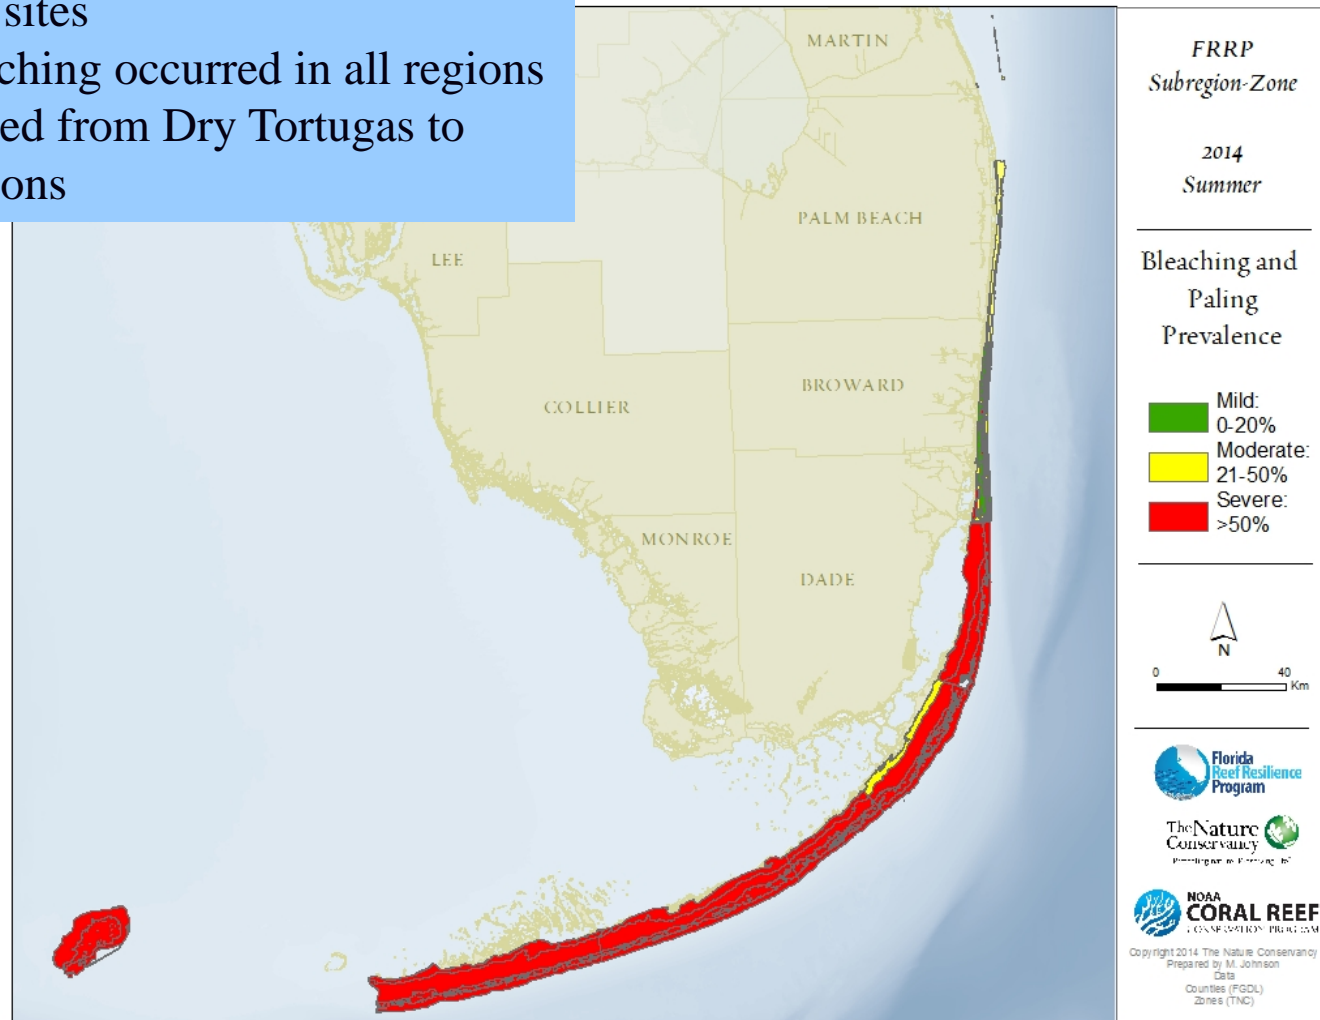 sites
ching occurred in all regions
ed from Dry Tortugas to
ons
MARTIN
PALM BEACH
LEE
BROWARD
COLLIER
MONROE
DADE
FRRP
Subregion-Zone
2014
Summer
Bleaching and
Paling
Prevalence
Mild:
0-20%
Moderate:
21-50%
Severe:
>50%
N
0 40
Km
Florida
Reef Resilience
Program
The Nature
Conservancy
NOAA
CORAL REEF
CONSERVATION PROGRAM
Copyright 2014 The Nature Conservancy
Prepared by M. Johnson
Data
Counties (FGDL)
Zones (TNC)